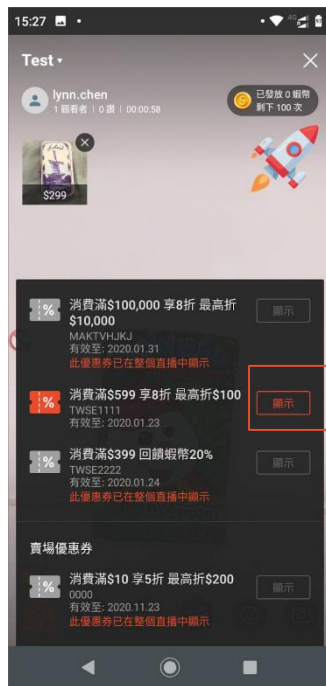 15:27
4G
Test
lynn.chen
1 觀看者 | 0 讚 | 00:00:58
已發放 0 蝦幣
剩下 100 次
$299
消費滿$100,000 享8折 最高折
$10,000
顯示
MAKTVHJKJ
有效至: 2020.01.31
此優惠券已在整個直播中顯示
消費滿$599 享8折 最高折$100
顯示
TWSE1111
有效至: 2020.01.23
消費滿$399 回饋蝦幣20%
顯示
TWSE2222
有效至: 2020.01.24
此優惠券已在整個直播中顯示
賣場優惠券
消費滿$10 享5折 最高折$200
顯示
0000
有效至: 2020.11.23
此優惠券已在整個直播中顯示